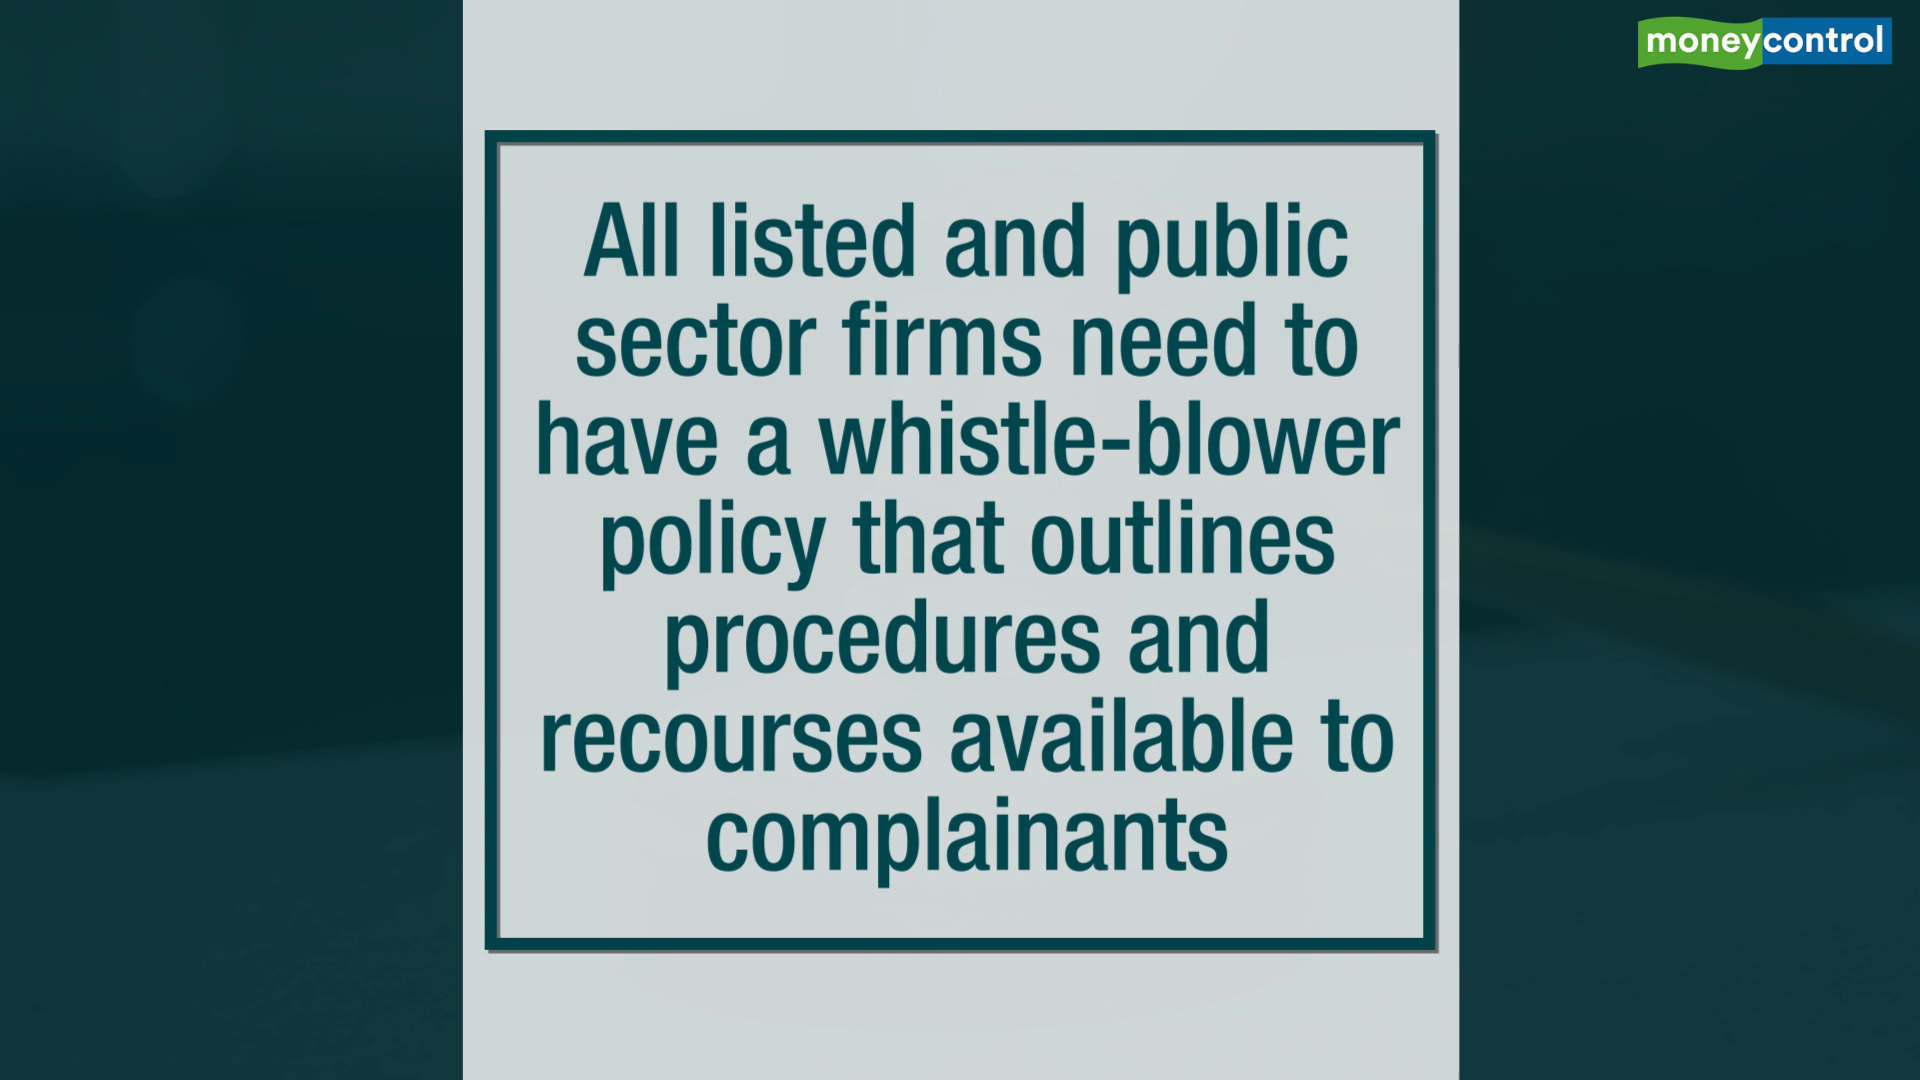 moneycontrol
All listed and public
sector firms need to
have a whistle-blower
policy that outlines
procedures and
recourses available to
complainants